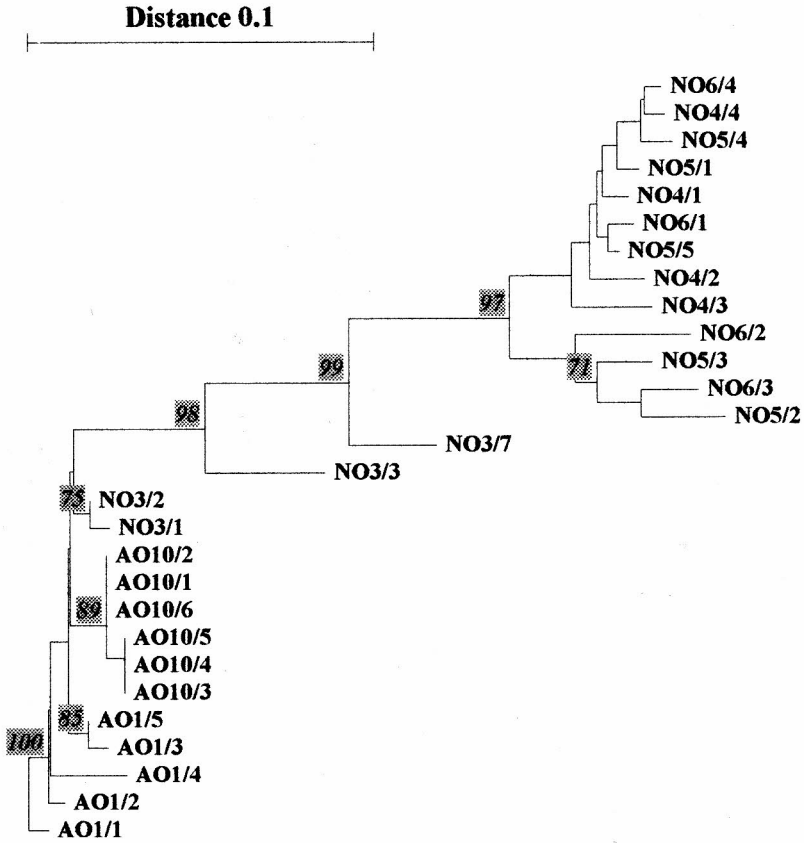 Distance 0.1
NO6/4
NO4/4
NO5/4
NO5/1
NO4/1
NO6/1
NO5/5
NO4/2
97
NO4/3
NO6/2
99
71
NO5/3
NO6/3
98
NO5/2
NO3/7
NO3/3
75
NO3/2
NO3/1
AO10/2
AO10/1
89
AO10/6
AO10/5
AO10/4
AO10/3
85
AO1/5
100
AO1/3
AO1/4
AO1/2
AO1/1